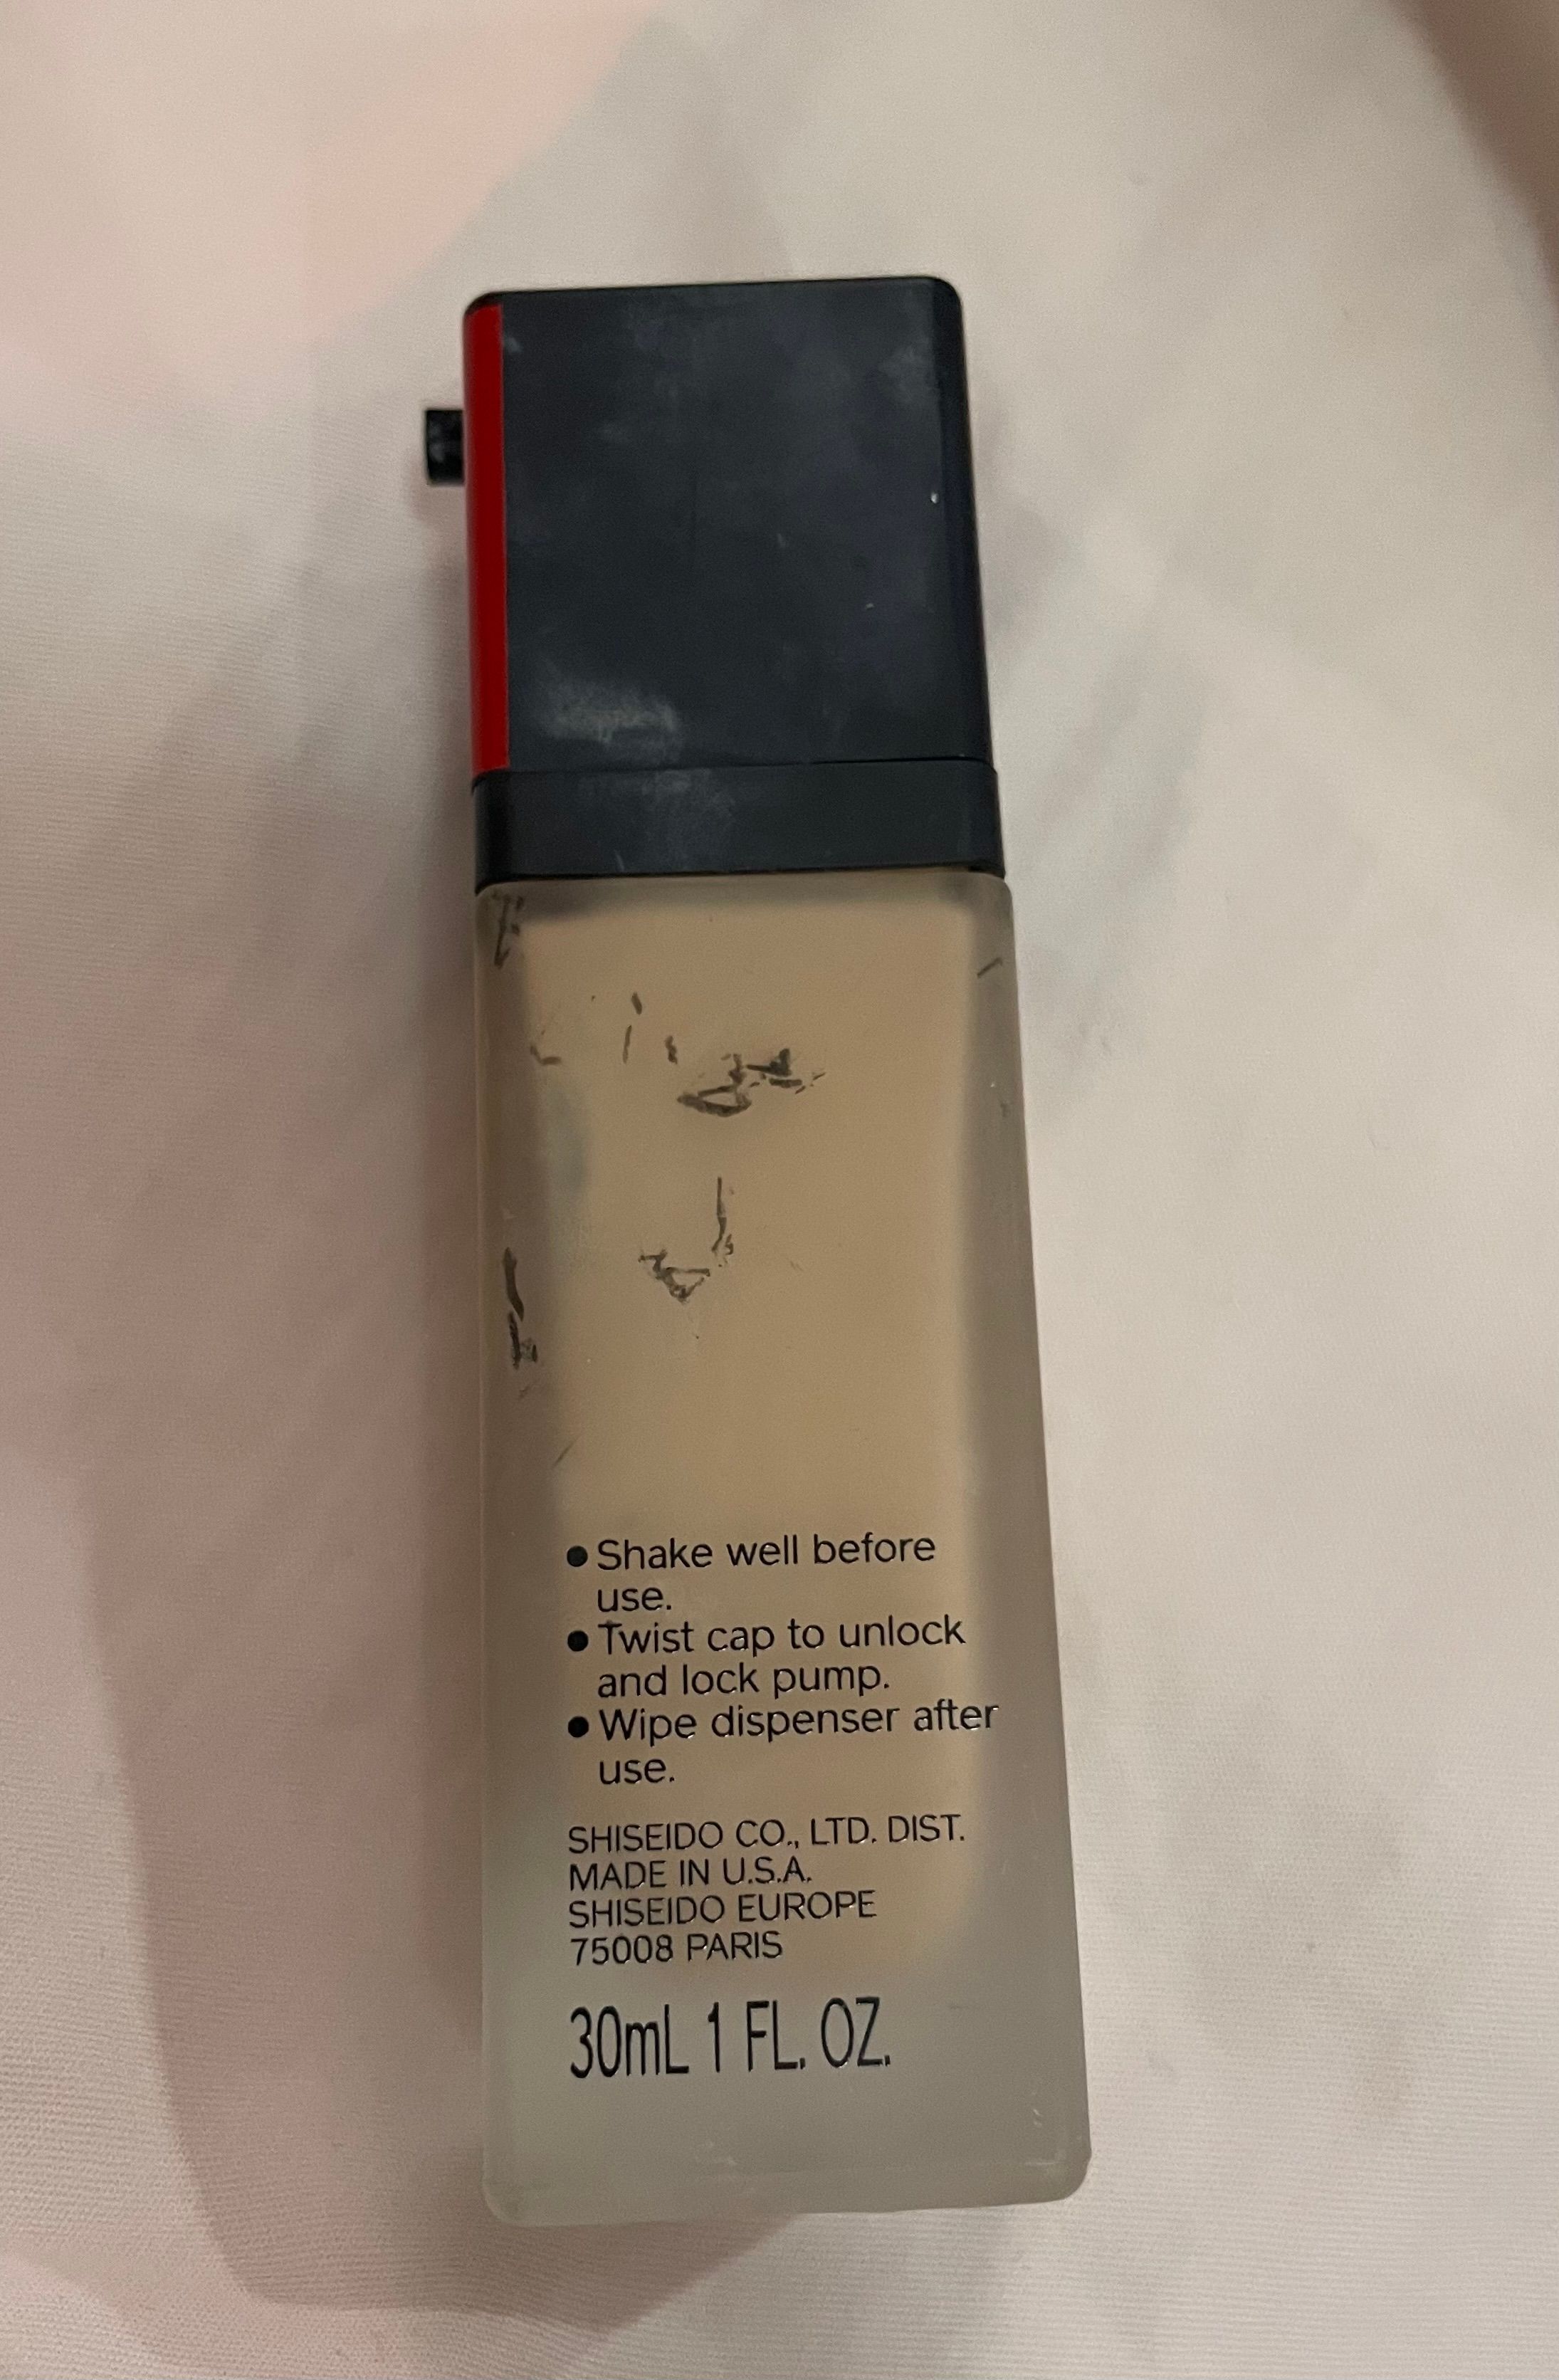 ● Shake well before
use.
● Twist cap to unlock
and lock pump.
● Wipe dispenser after
use.
SHISEIDO CO., LTD. DIST.
MADE IN U.S.A.
SHISEIDO EUROPE
75008 PARIS
30mL 1 FL. OZ.